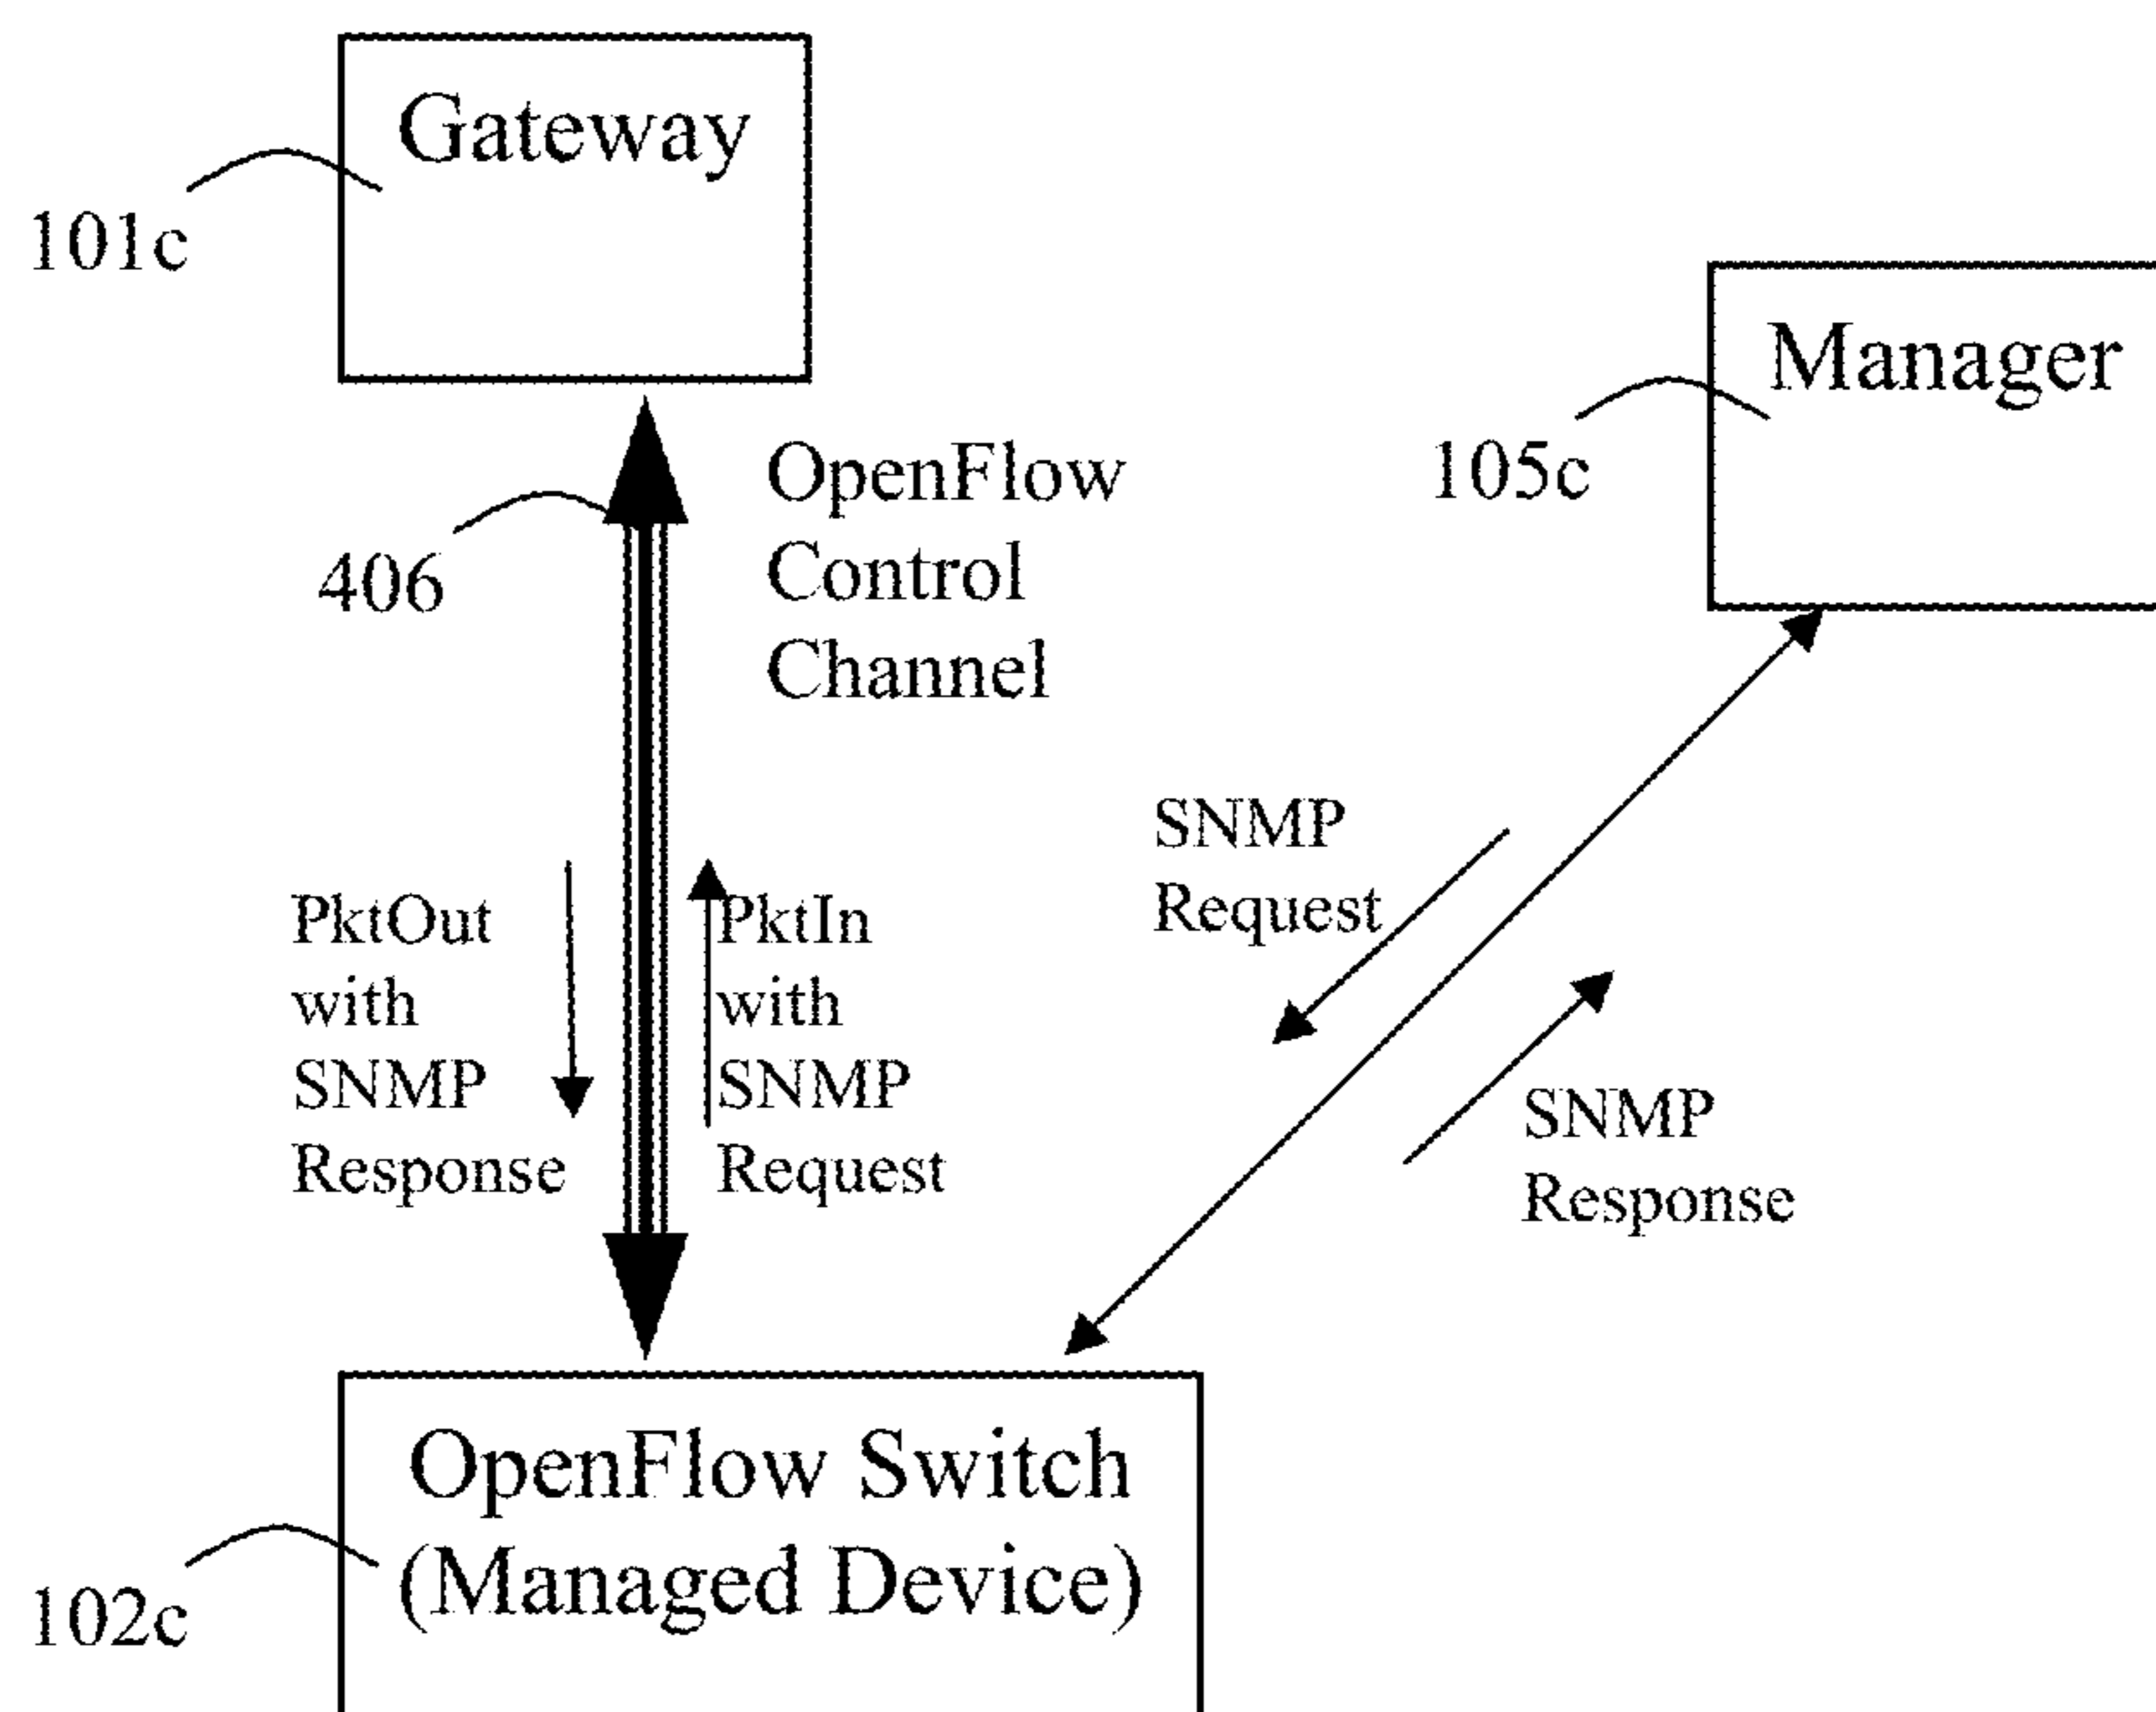 Gateway
101c
Manager
105c
OpenFlow
Control
Channel
406
SNMP
Request
PktOut
with
SNMP
Response
PktIn
with
SNMP
Request
SNMP
Response
OpenFlow Switch
(Managed Device)
102c